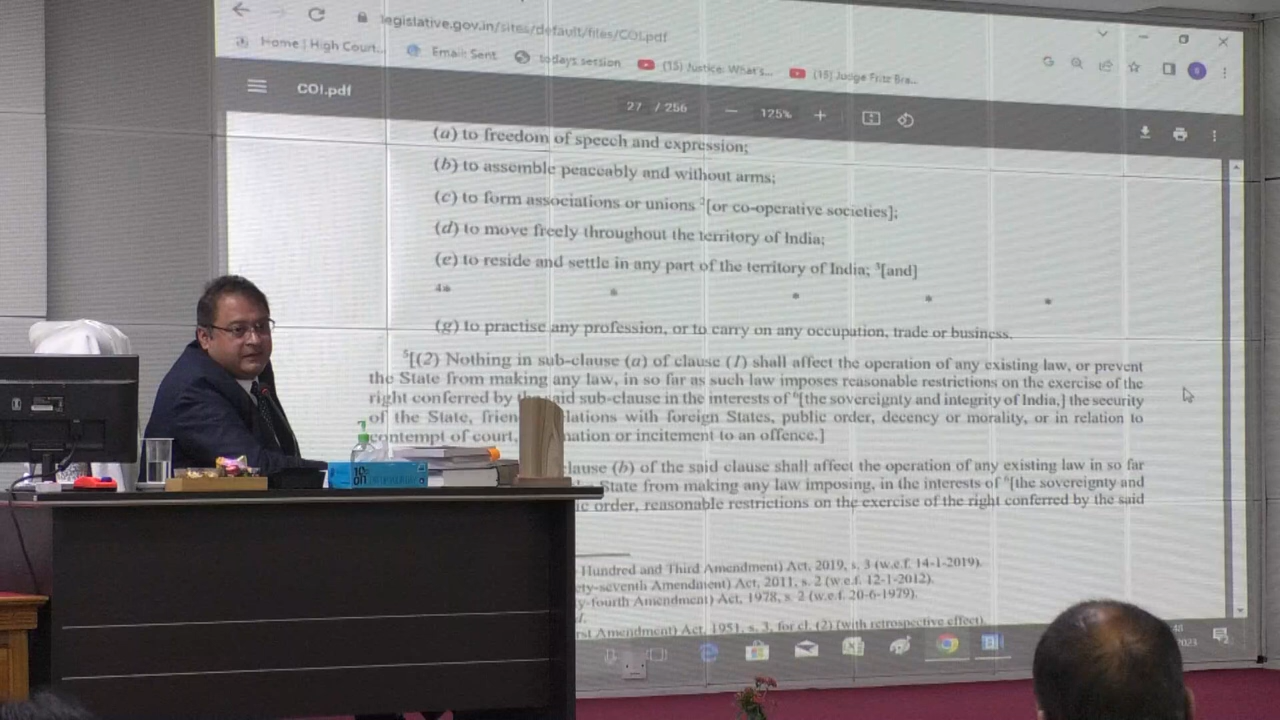 legislative.gov.in/sites/default/files/COI.pdf
Home | High Court... Email: Sent todays session (15) Justice: What's... (15) Judge Fritz Bra...
COI.pdf 27 / 256 — 125% +
(a) to freedom of speech and expression;
(b) to assemble peaceably and without arms;
(c) to form associations or unions ²[or co-operative societies];
(d) to move freely throughout the territory of India;
(e) to reside and settle in any part of the territory of India; ³[and]
⁴* * * * *
(g) to practise any profession, or to carry on any occupation, trade or business.
⁵[(2) Nothing in sub-clause (a) of clause (1) shall affect the operation of any existing law, or prevent
the State from making any law, in so far as such law imposes reasonable restrictions on the exercise of the
right conferred by the said sub-clause in the interests of ⁶[the sovereignty and integrity of India,] the security
of the State, frien lations with foreign States, public order, decency or morality, or in relation to
contempt of court, mation or incitement to an offence.]
lause (b) of the said clause shall affect the operation of any existing law in so far
State from making any law imposing, in the interests of ⁶[the sovereignty and
ic order, reasonable restrictions on the exercise of the right conferred by the said
Hundred and Third Amendment) Act, 2019, s. 3 (w.e.f. 14-1-2019).
ety-seventh Amendment) Act, 2011, s. 2 (w.e.f. 12-1-2012).
y-fourth Amendment) Act, 1978, s. 2 (w.e.f. 20-6-1979).
rst Amendment) Act, 1951, s. 3, for cl. (2) (with retrospective effect).
2023